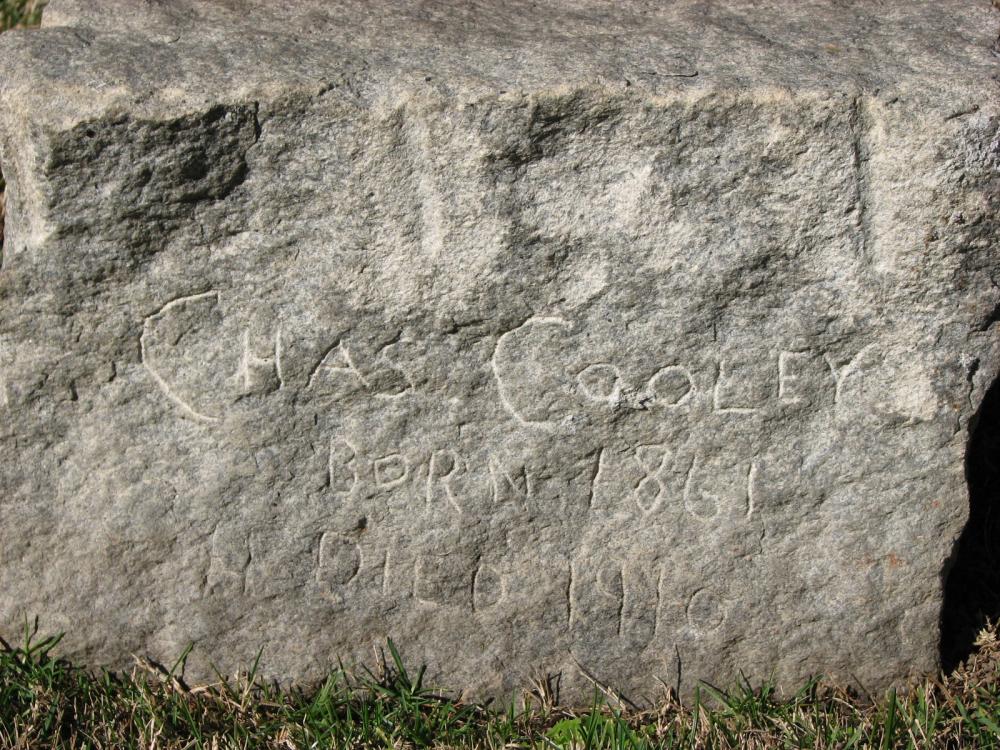 CHAS. COOLEY
BORN 1861
DIED 1916